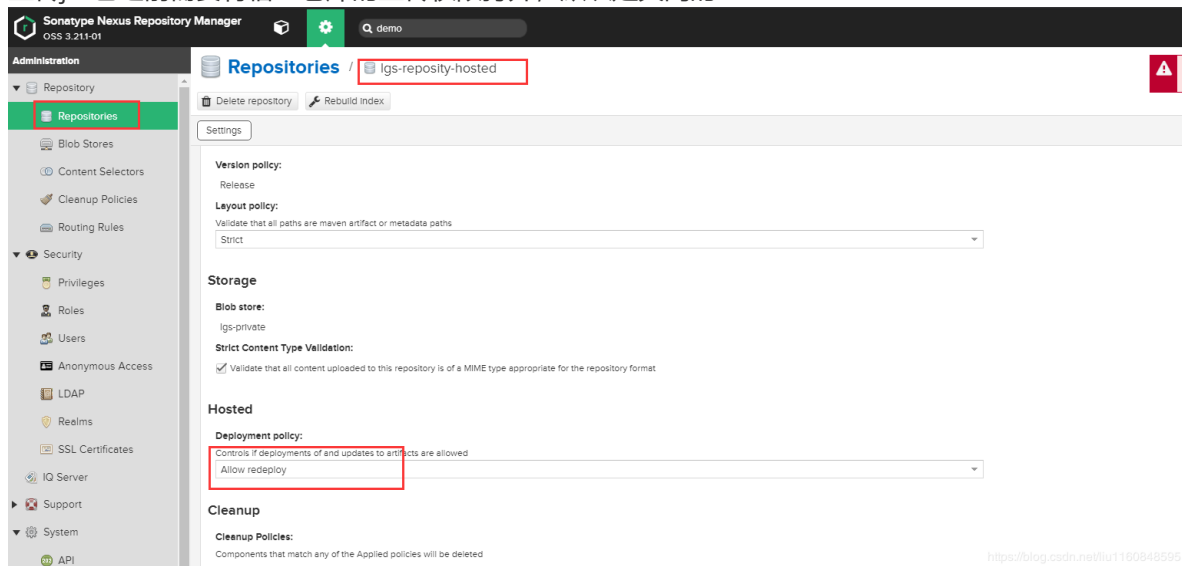 Sonatype Nexus Repository Manager
OSS 3.21.1-01
demo
Administration
Repository
Repositories
Blob Stores
Content Selectors
Cleanup Policies
Routing Rules
Security
Privileges
Roles
Users
Anonymous Access
LDAP
Realms
SSL Certificates
IQ Server
Support
System
API
Repositories / lgs-reposity-hosted
Delete repository Rebuild index
Settings
Version policy:
Release
Layout policy:
Validate that all paths are maven artifact or metadata paths
Strict
Storage
Blob store:
lgs-private
Strict Content Type Validation:
Validate that all content uploaded to this repository is of a MIME type appropriate for the repository format
Hosted
Deployment policy:
Controls if deployments of and updates to artifacts are allowed
Allow redeploy
Cleanup
Cleanup Policies:
Components that match any of the Applied policies will be deleted
https://blog.csdn.net/liu1160848595